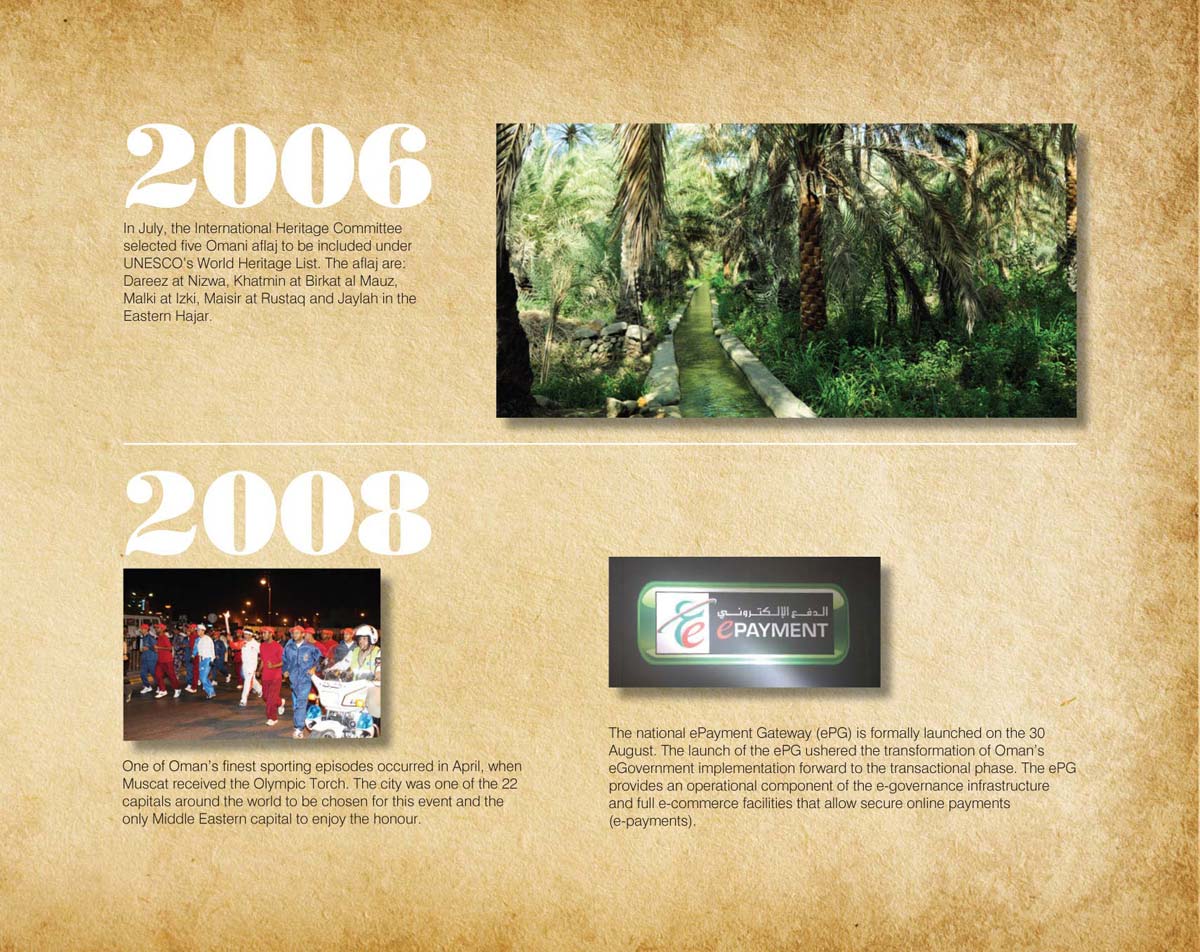 2006
In July, the International Heritage Committee
selected five Omani aflaj to be included under
UNESCO's World Heritage List. The aflaj are:
Dareez at Nizwa, Khatmin at Birkat al Mauz,
Malki at Izki, Maisir at Rustaq and Jaylah in the
Eastern Hajar.
2008
One of Oman's finest sporting episodes occurred in April, when
Muscat received the Olympic Torch. The city was one of the 22
capitals around the world to be chosen for this event and the
only Middle Eastern capital to enjoy the honour.
الدفع الإلكتروني
ePAYMENT
The national ePayment Gateway (ePG) is formally launched on the 30
August. The launch of the ePG ushered the transformation of Oman's
eGovernment implementation forward to the transactional phase. The ePG
provides an operational component of the e-governance infrastructure
and full e-commerce facilities that allow secure online payments
(e-payments).